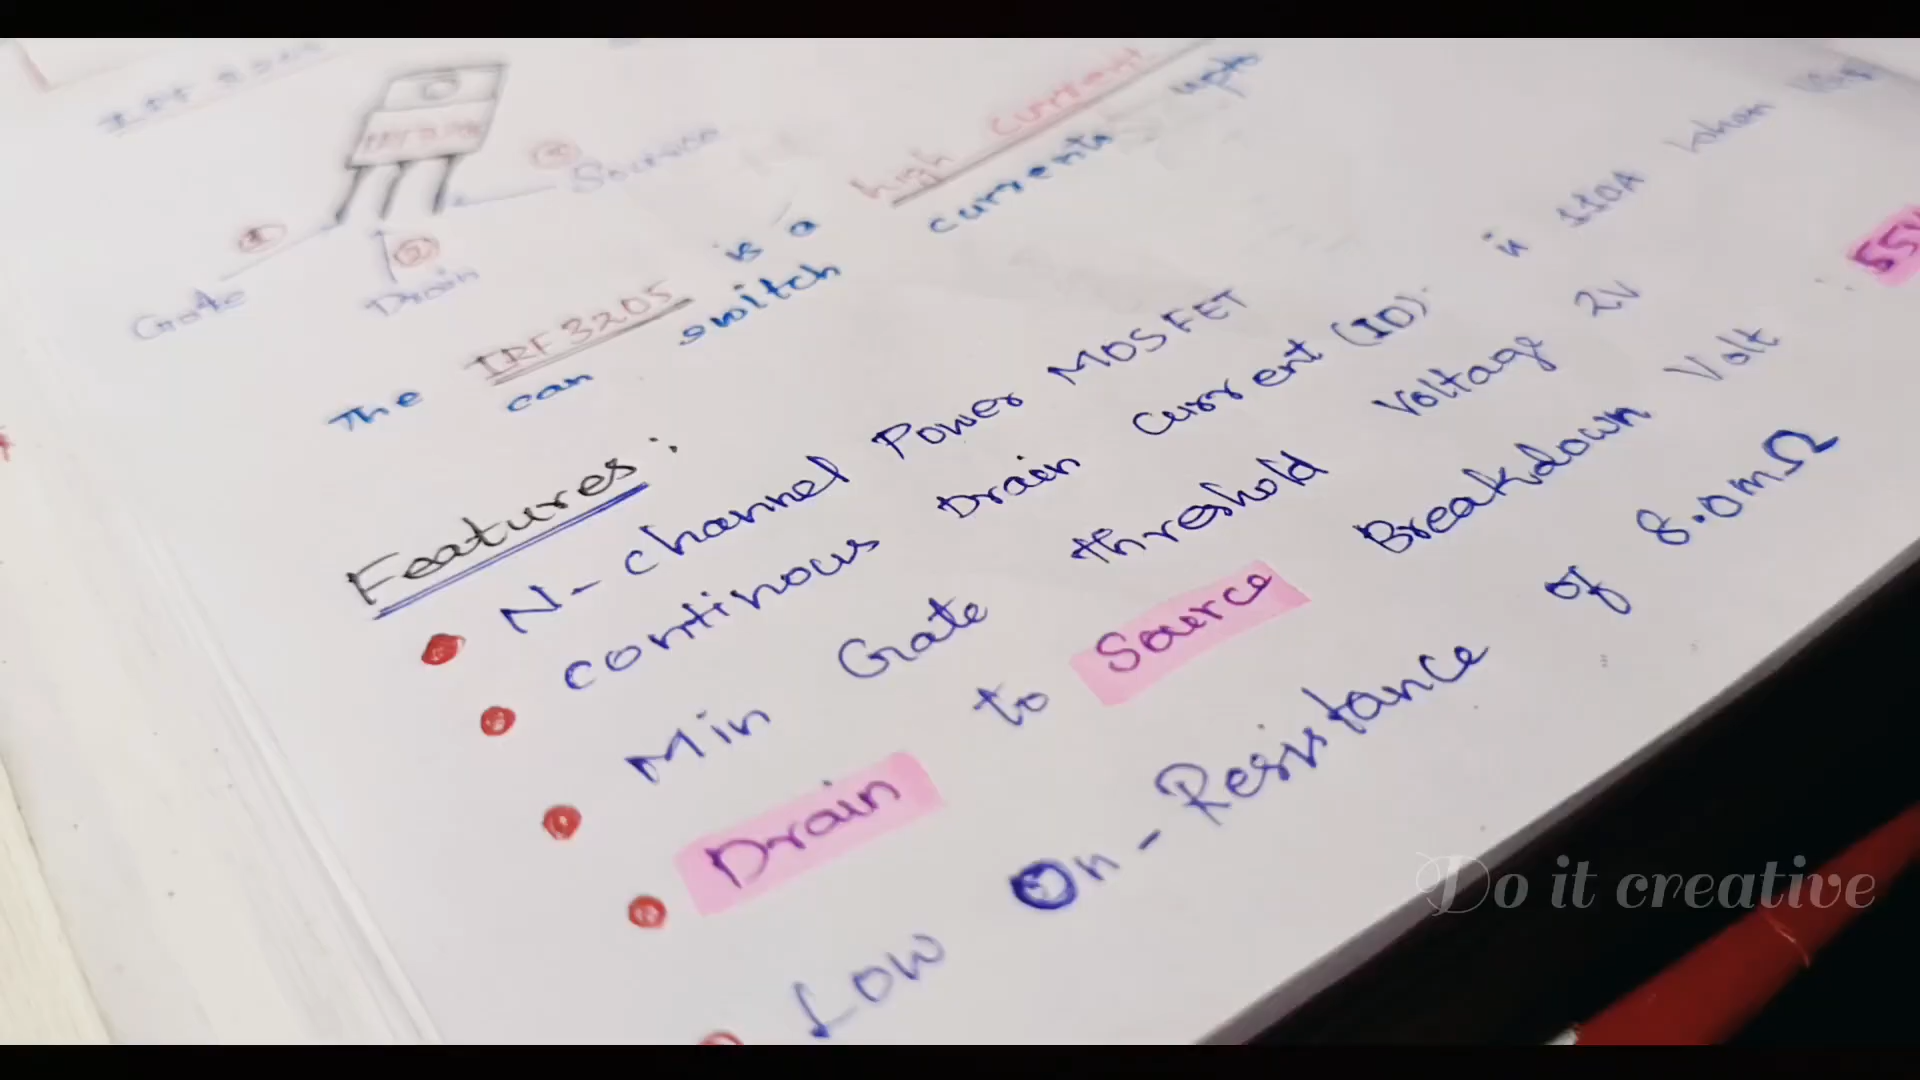 Source
Gate
Drain
The IRF3205 is a high current
can switch currents upto
Features:
N-channel Power MOSFET
continous Drain Current (ID) is 110A when
Min Gate threshold Voltage 2V
Drain to Source Breakdown Volt : 55V
Low On-Resistance of 8.0mΩ
Do it creative